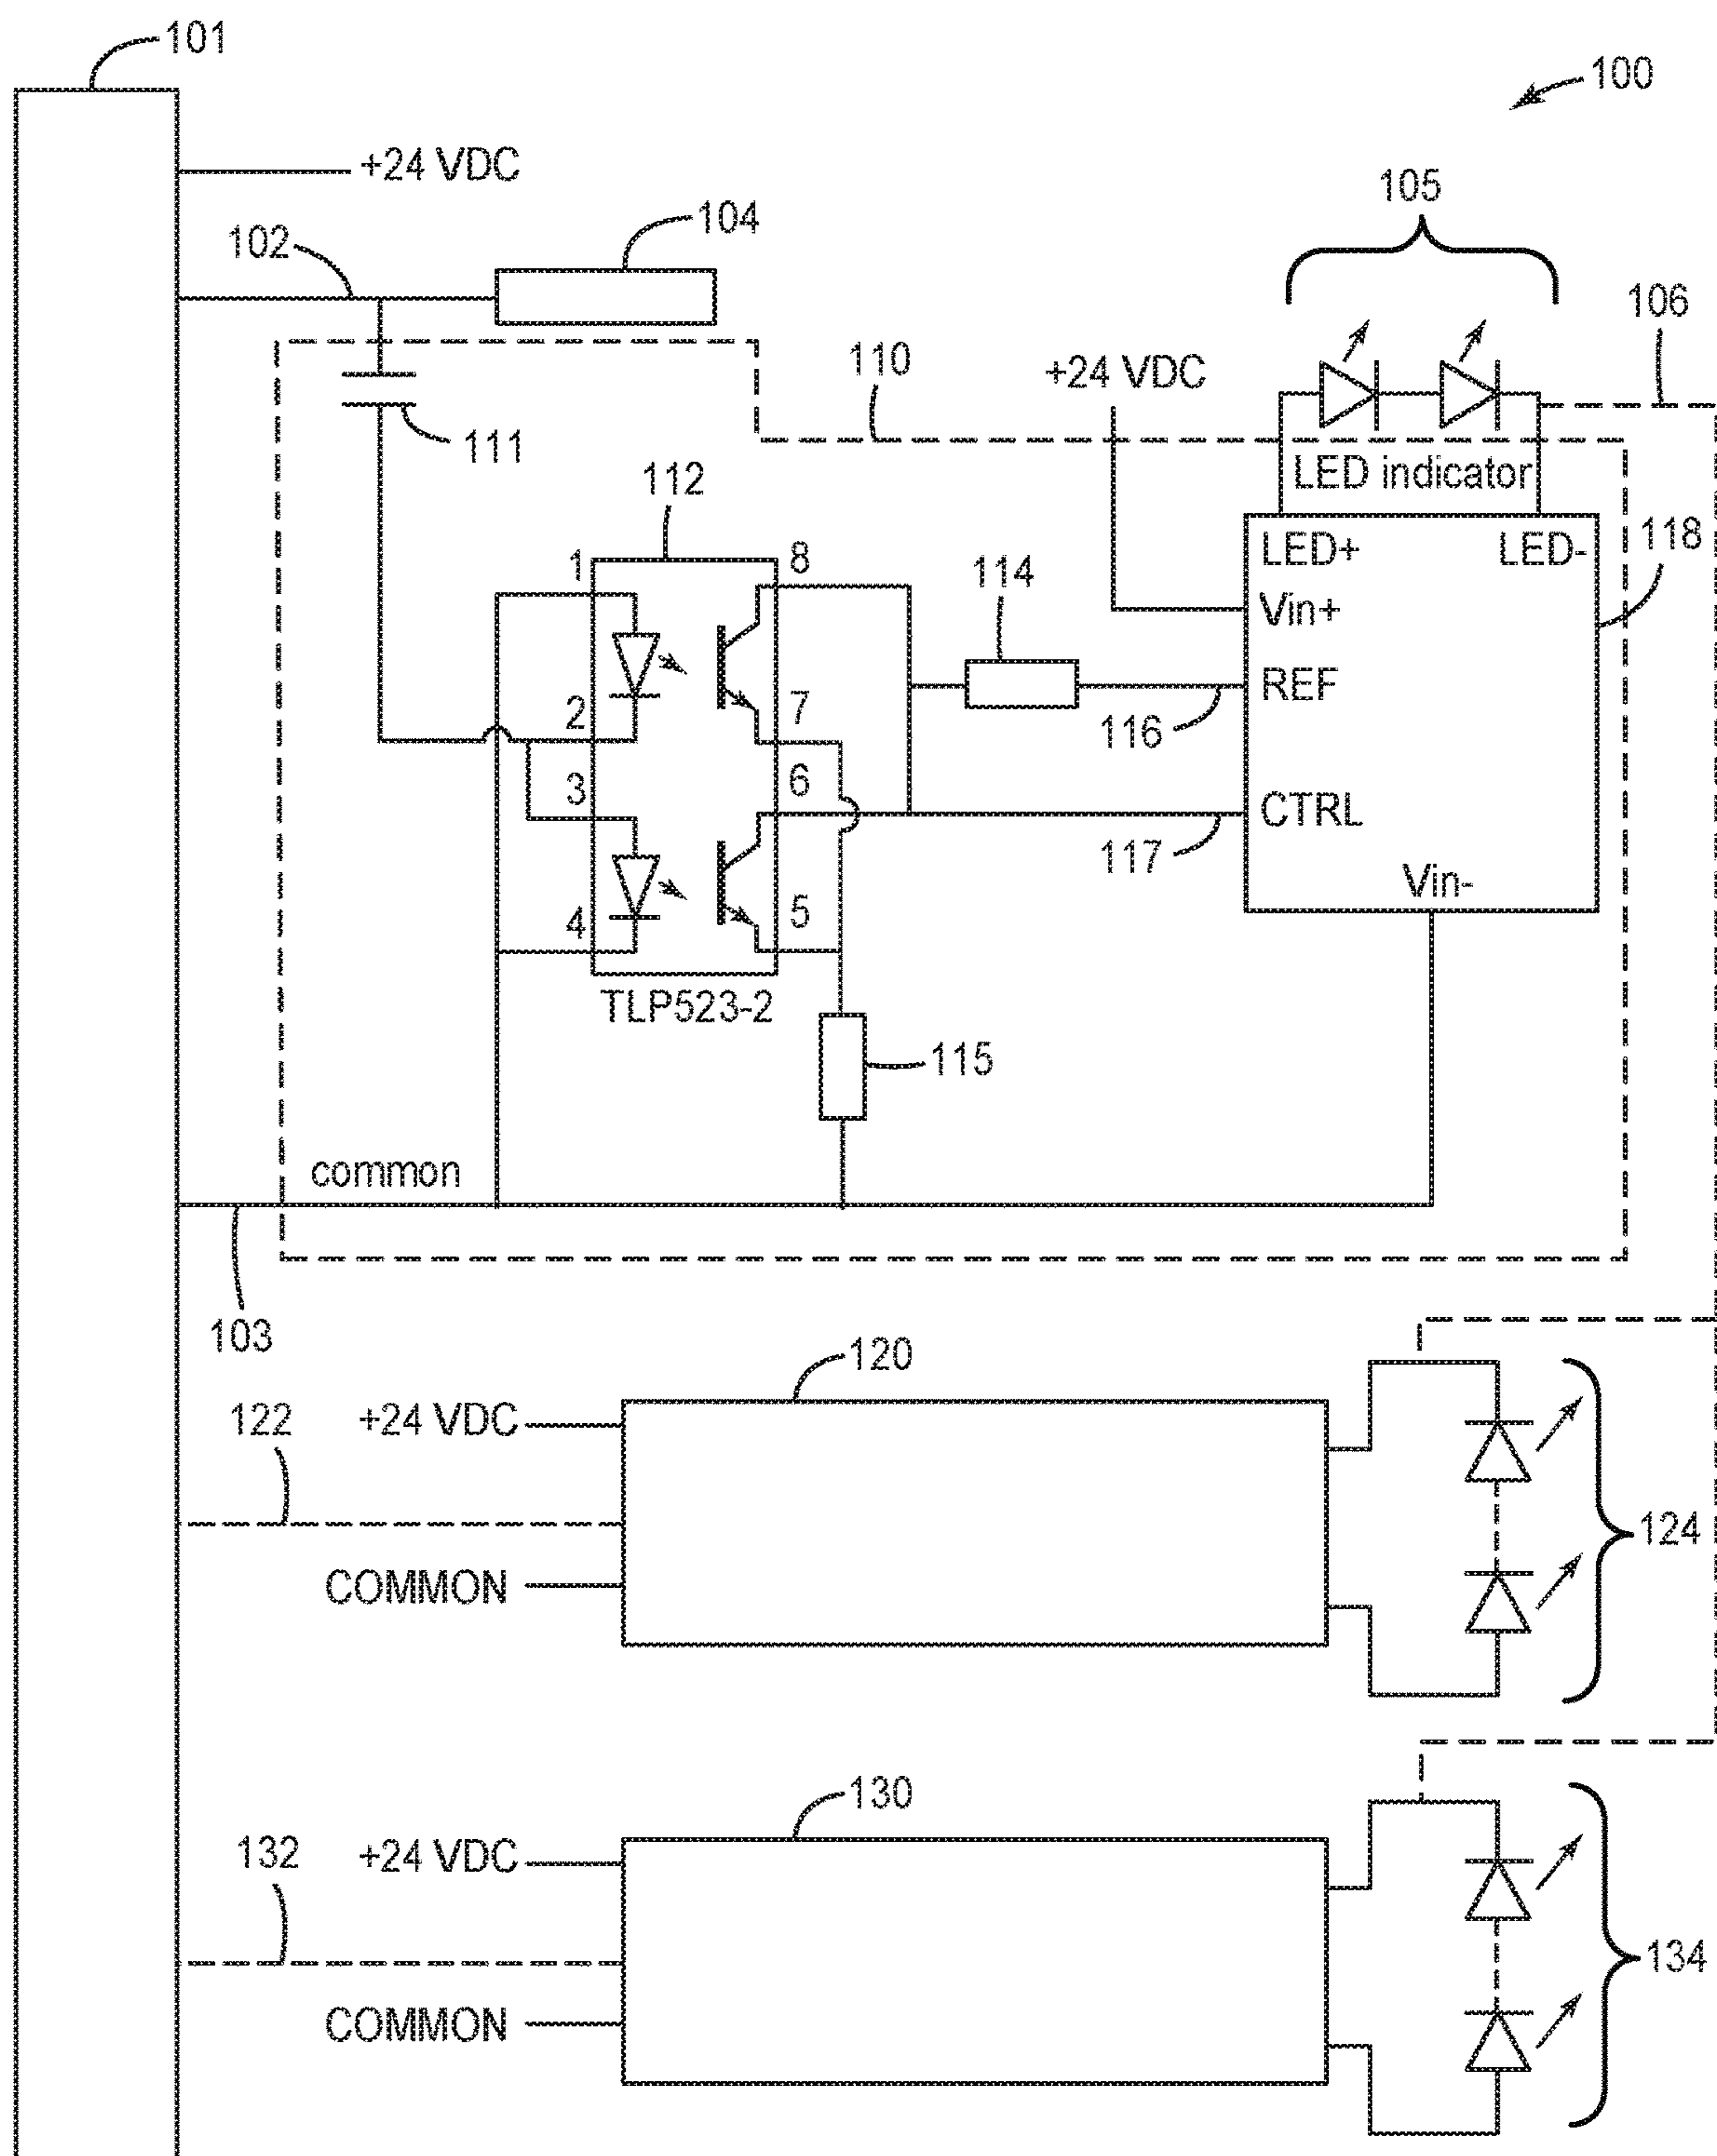 101
100
+24 VDC
105
104
102
106
110
+24 VDC
111
LED indicator
112
LED+ LED-
118
1 8
114
Vin+
REF
2 7
116
3 6
CTRL
117
Vin-
4 5
TLP523-2
115
common
103
120
122
+24 VDC
124
COMMON
130
132
+24 VDC
134
COMMON